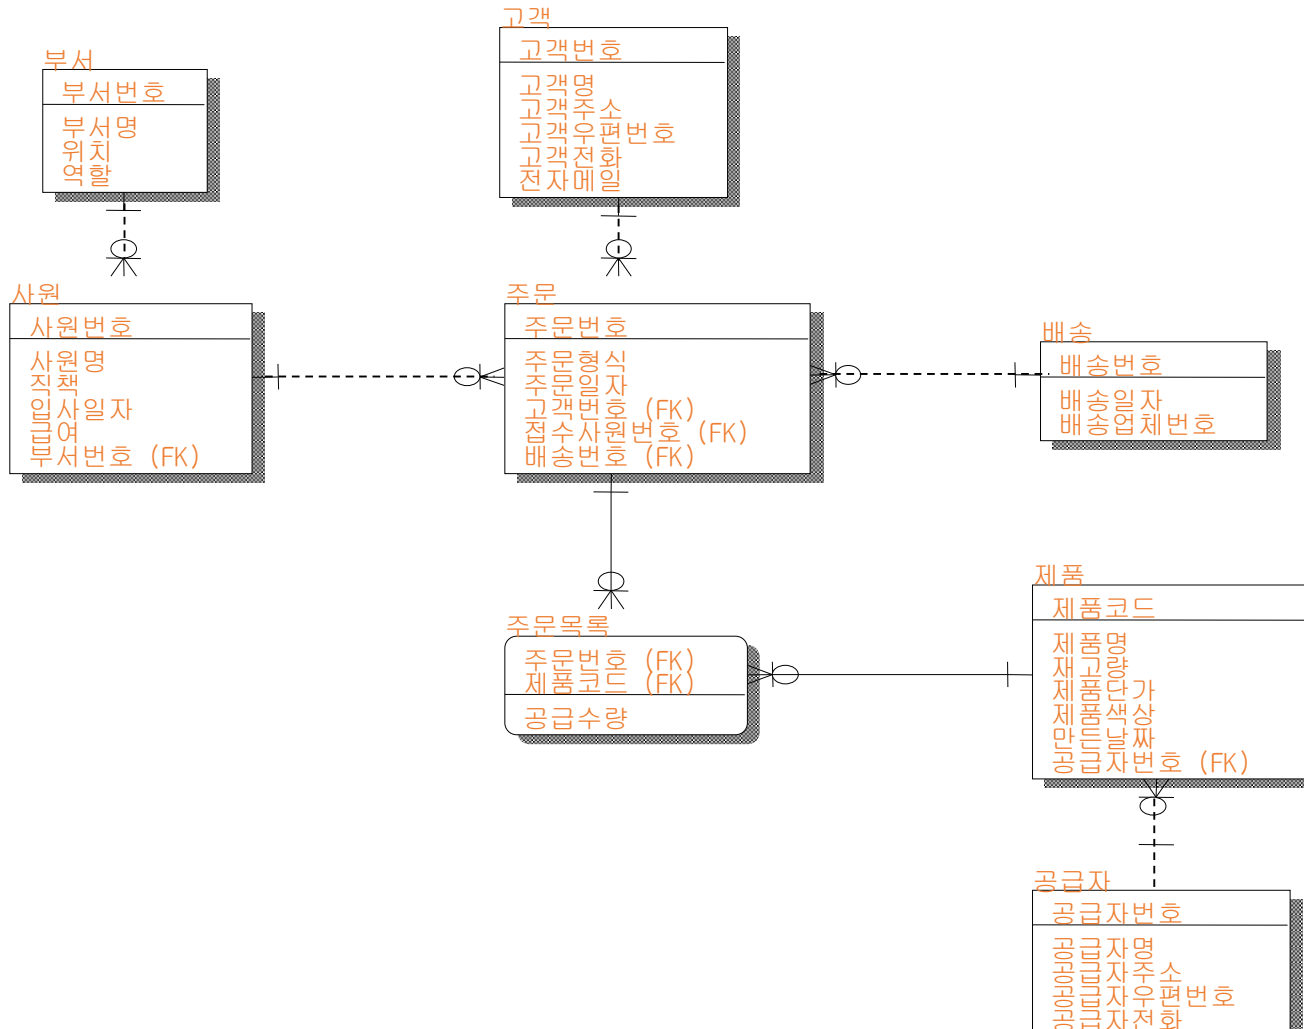 부서
부서번호
부서명
위치
역할
고객
고객번호
고객명
고객주소
고객우편번호
고객전화
전자메일
사원
사원번호
사원명
직책
입사일자
급여
부서번호 (FK)
주문
주문번호
주문형식
주문일자
고객번호 (FK)
접수사원번호 (FK)
배송번호 (FK)
배송
배송번호
배송일자
배송업체번호
주문목록
주문번호 (FK)
제품코드 (FK)
공급수량
제품
제품코드
제품명
재고량
제품단가
제품색상
만든날짜
공급자번호 (FK)
공급자
공급자번호
공급자명
공급자주소
공급자우편번호
공급자전화